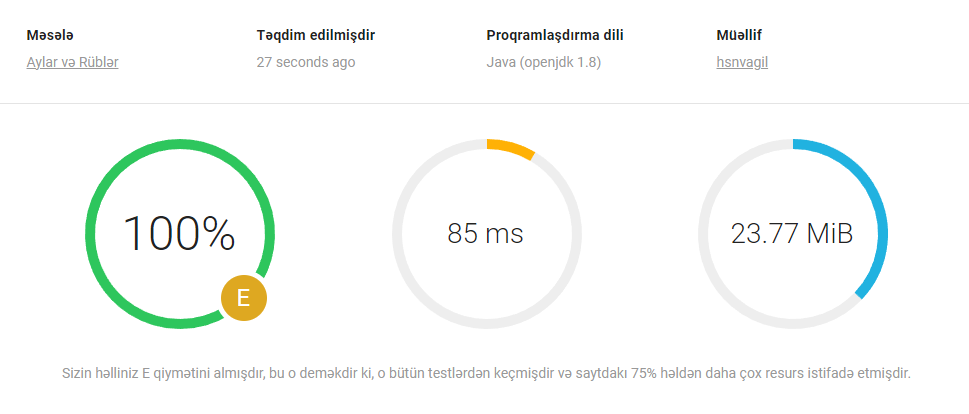 Məsələ
Təqdim edilmişdir
Proqramlaşdırma dili
Müəllif
Aylar və Rüblər
27 seconds ago
Java (openjdk 1.8)
hsnvagil
100%
E
85 ms
23.77 MiB
Sizin həlliniz E qiymətini almışdır, bu o deməkdir ki, o bütün testlərdən keçmişdir və saytdakı 75% həldən daha çox resurs istifadə etmişdir.